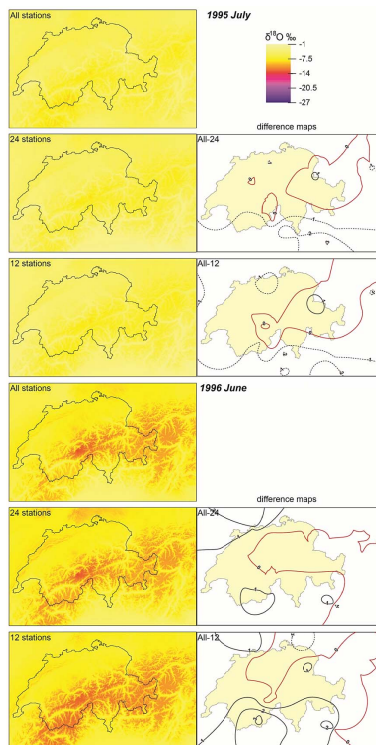 All stations
1995 July
δ¹⁸O ‰
-1
-7.5
-14
-20.5
-27
difference maps
24 stations
All-24
12 stations
All-12
All stations
1996 June
difference maps
24 stations
All-24
12 stations
All-12